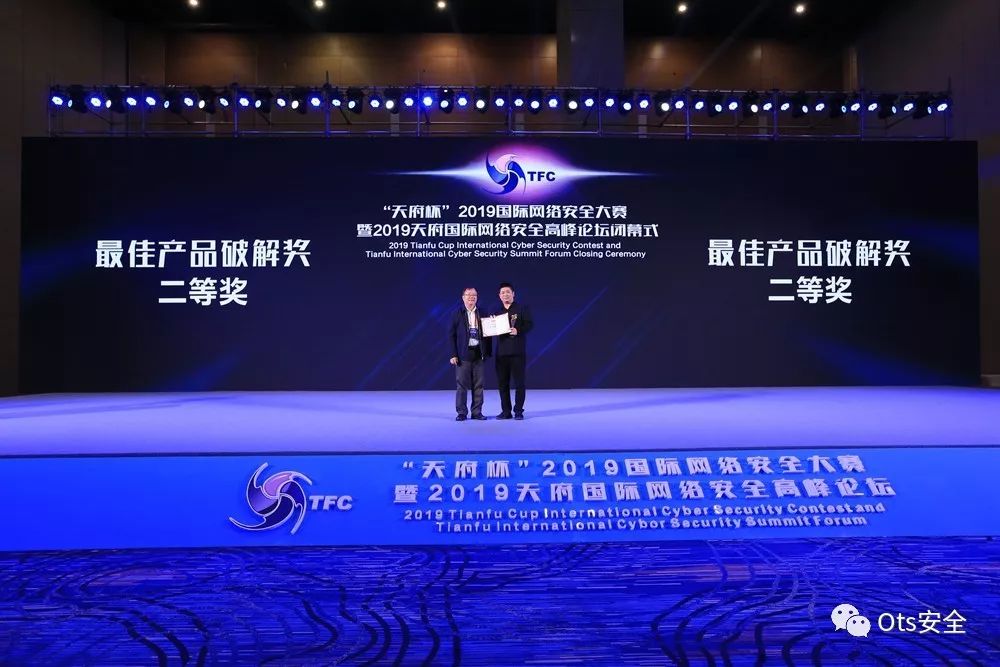 TFC
“天府杯”2019国际网络安全大赛
暨2019天府国际网络安全高峰论坛闭幕式
2019 Tianfu Cup International Cyber Security Contest and
Tianfu International Cyber Security Summit Forum Closing Ceremony
最佳产品破解奖
二等奖
最佳产品破解奖
二等奖
TFC
“天府杯”2019国际网络安全大赛
暨2019天府国际网络安全高峰论坛
2019 Tianfu Cup International Cyber Security Contest and
Tianfu International Cybor Security Summit Forum
Ots安全